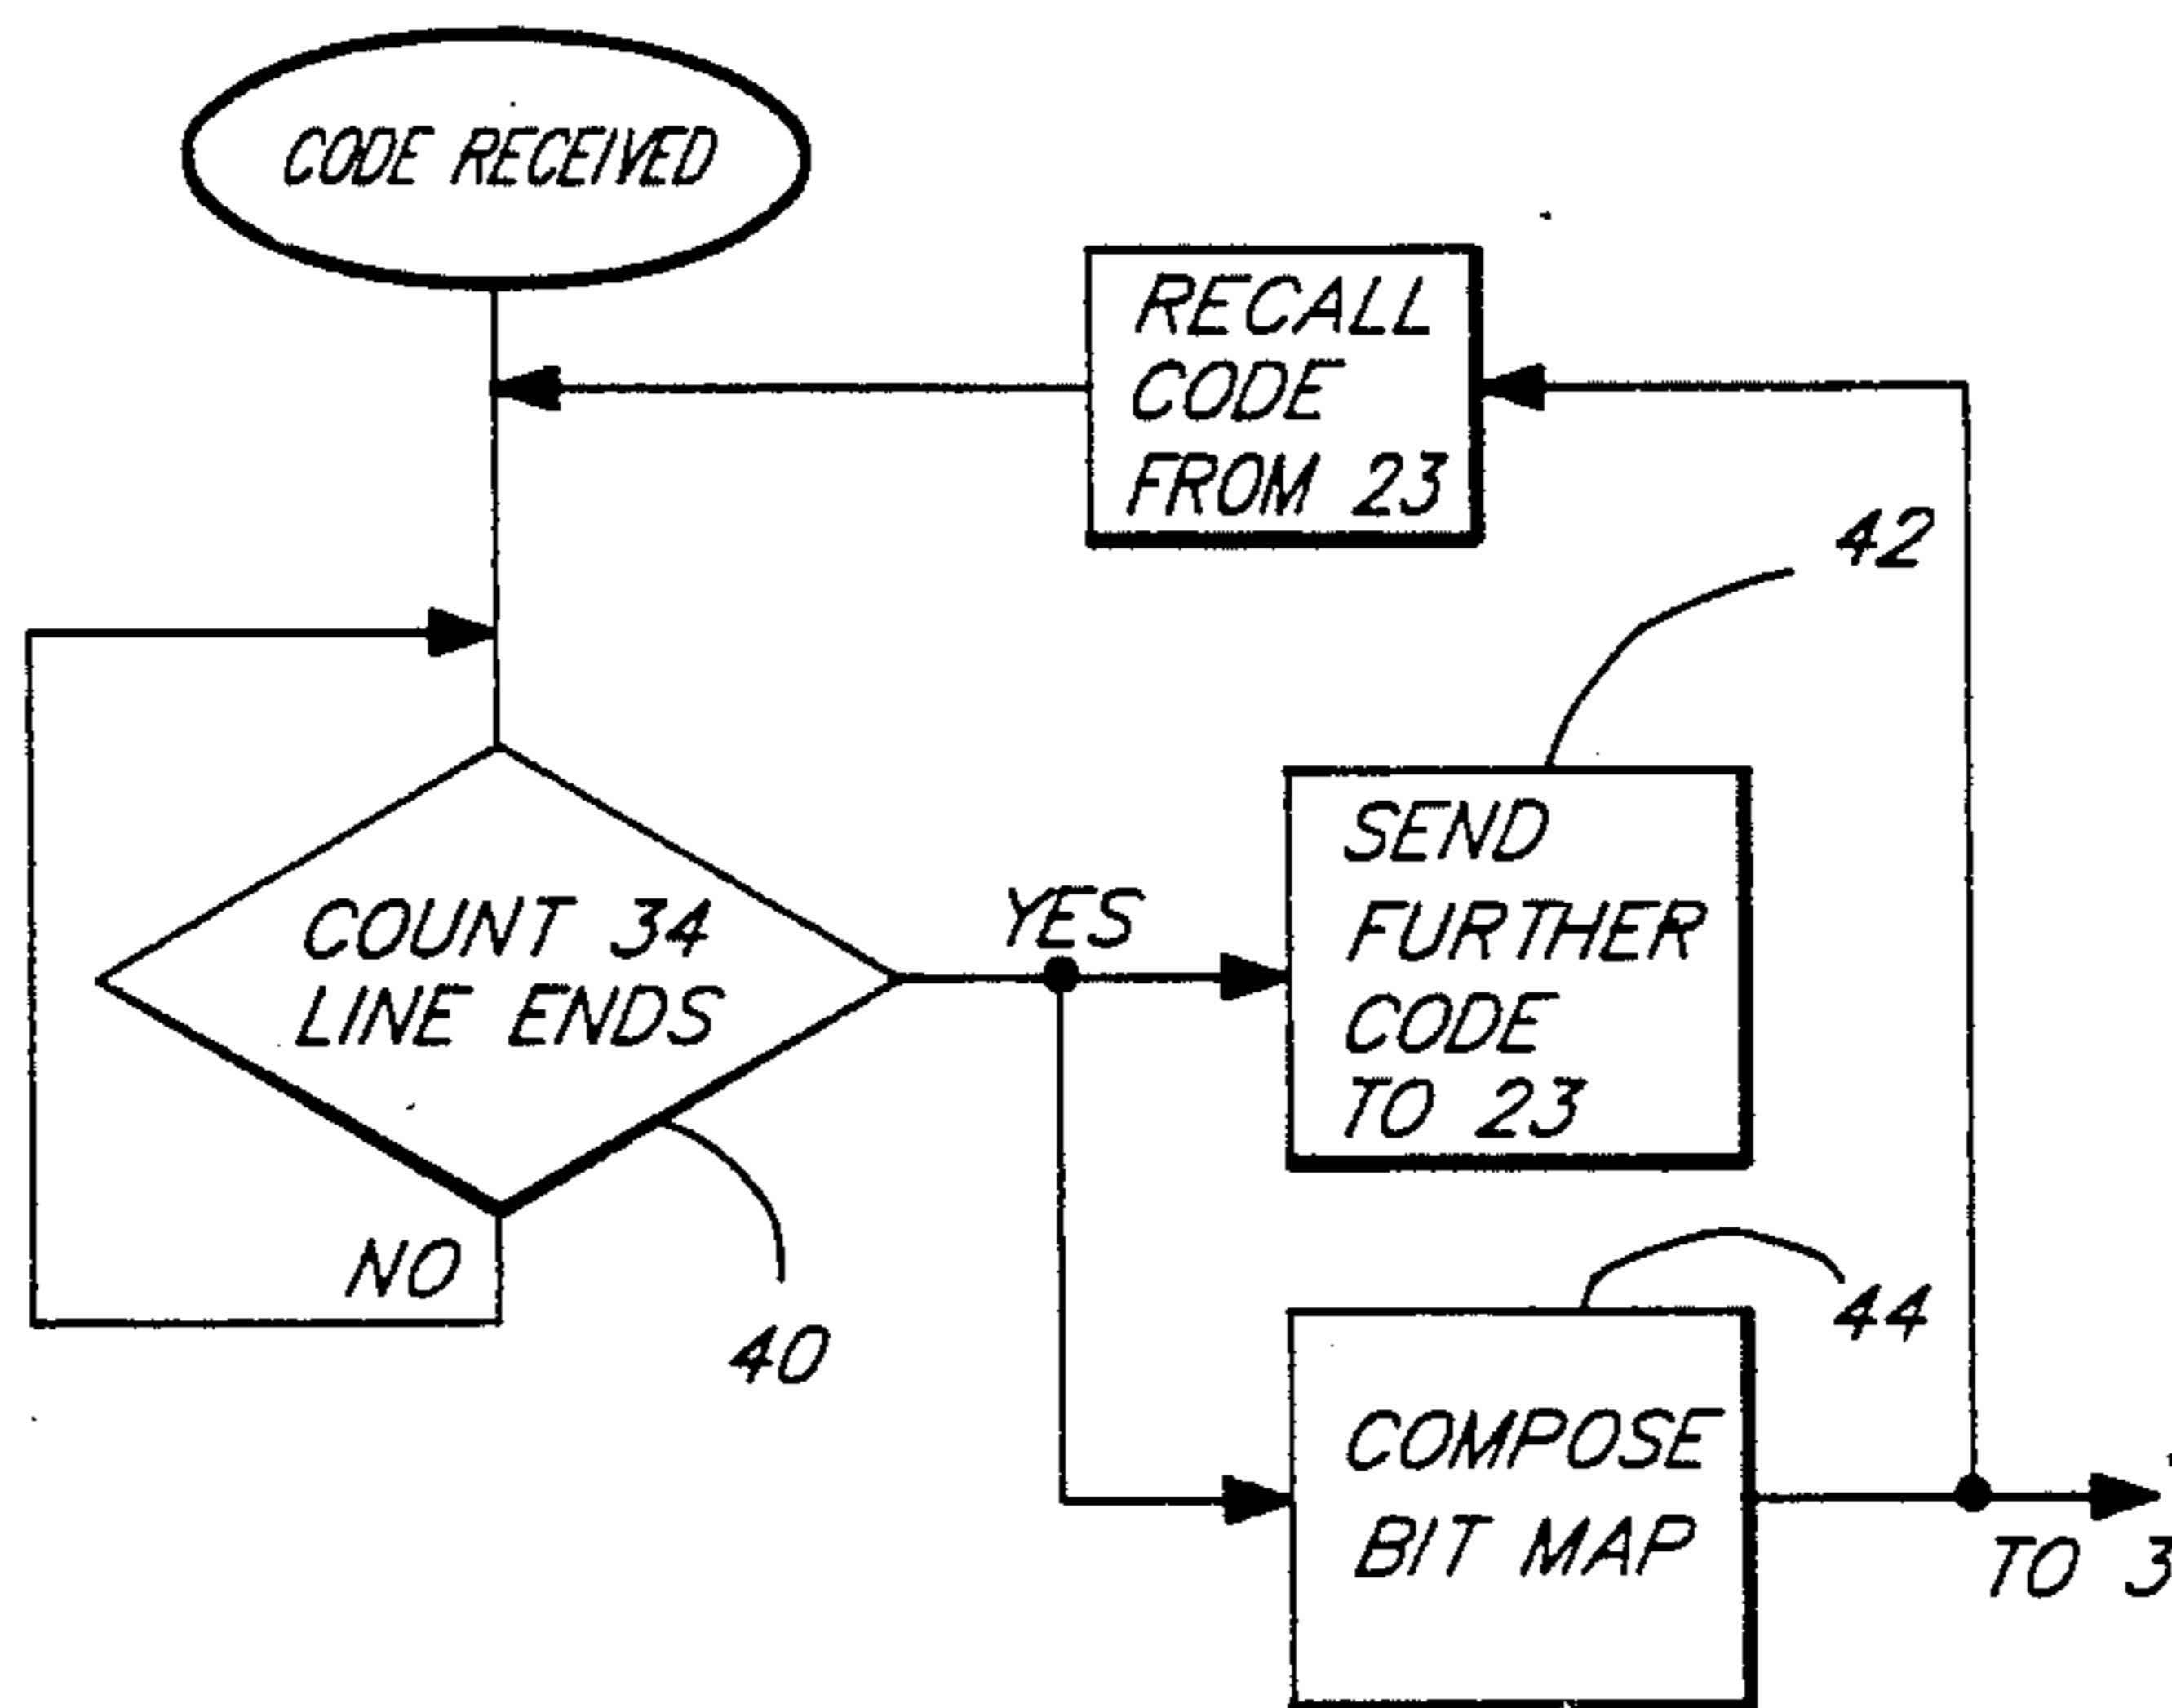 CODE RECEIVED
RECALL
CODE
FROM 23
42
COUNT 34
LINE ENDS
YES
SEND
FURTHER
CODE
TO 23
NO
40
44
COMPOSE
BIT MAP
TO